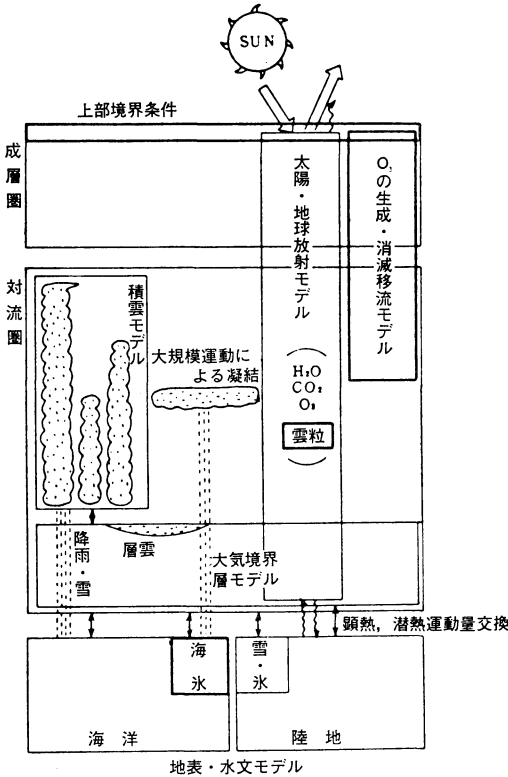 SUN
上部境界条件
成層圏
太陽・地球放射モデル
O₃の生成・消滅移流モデル
対流圏
積雲モデル
大規模運動に
よる凝結
H₂O
CO₂
O₃
雲粒
降雨・雪
層雲
大気境界
層モデル
顕熱，潜熱運動量交換
海氷
雪・氷
海洋
陸地
地表・水文モデル